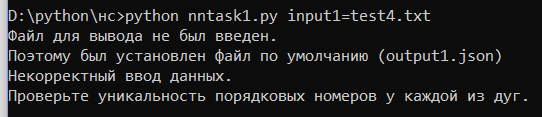 D:\python\нс>python nntask1.py input1=test4.txt
Файл для вывода не был введен.
Поэтому был установлен файл по умолчанию (output1.json)
Некорректный ввод данных.
Проверьте уникальность порядковых номеров у каждой из дуг.